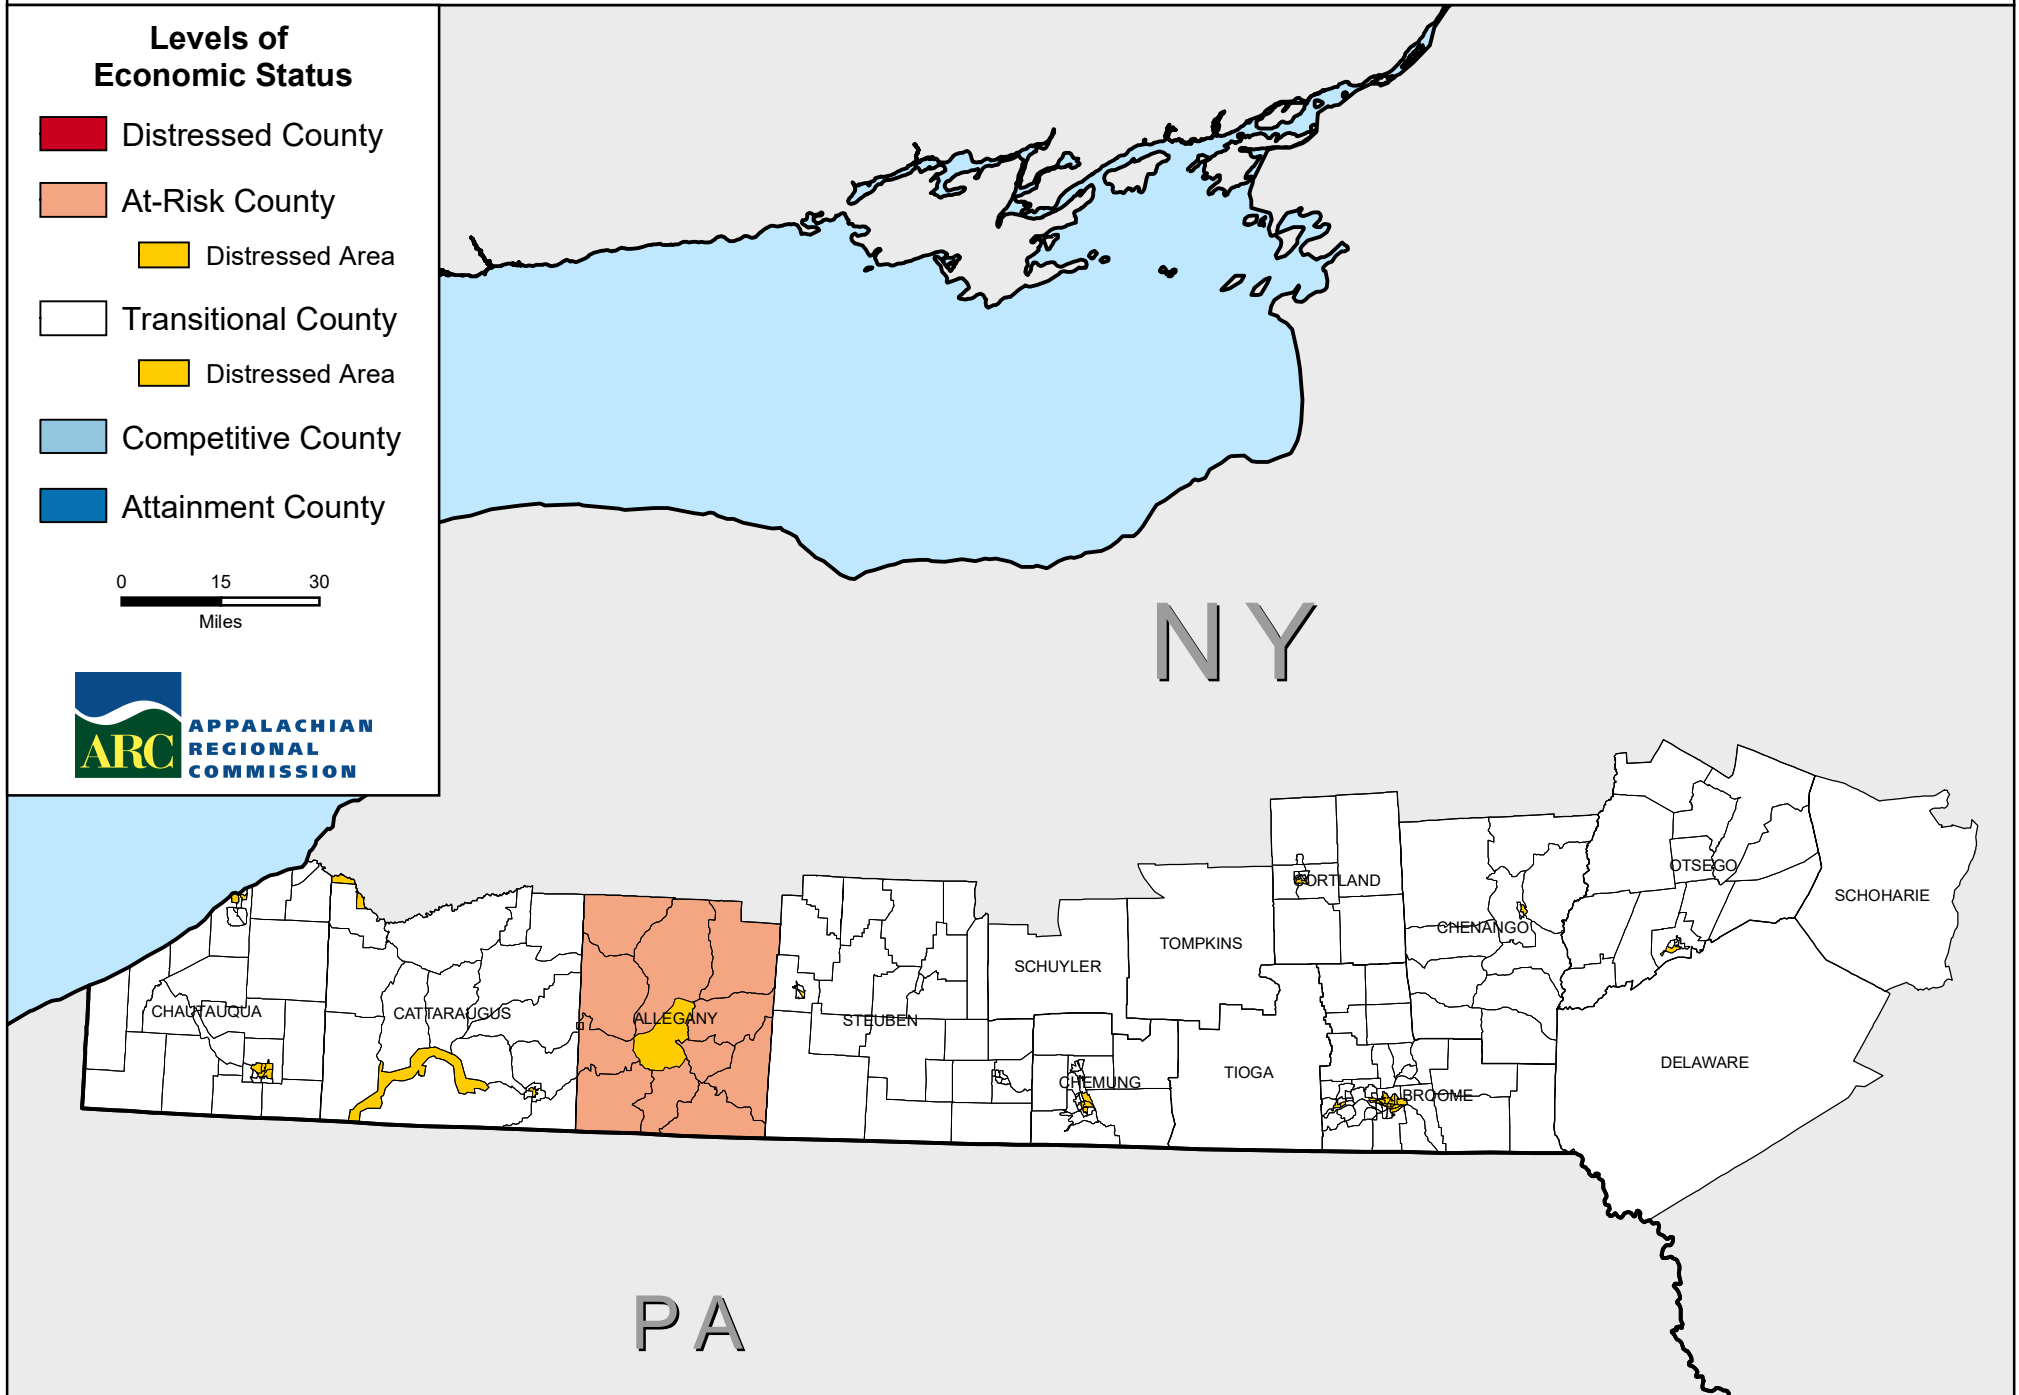 Levels of
Economic Status
Distressed County
At-Risk County
Distressed Area
Transitional County
Distressed Area
Competitive County
Attainment County
0 15 30
Miles
ARC
APPALACHIAN
REGIONAL
COMMISSION
NY
OTSEGO
CORTLAND
SCHOHARIE
CHENANGO
TOMPKINS
SCHUYLER
CHAUTAUQUA
CATTARAUGUS
ALLEGANY
STEUBEN
DELAWARE
TIOGA
CHEMUNG
BROOME
PA